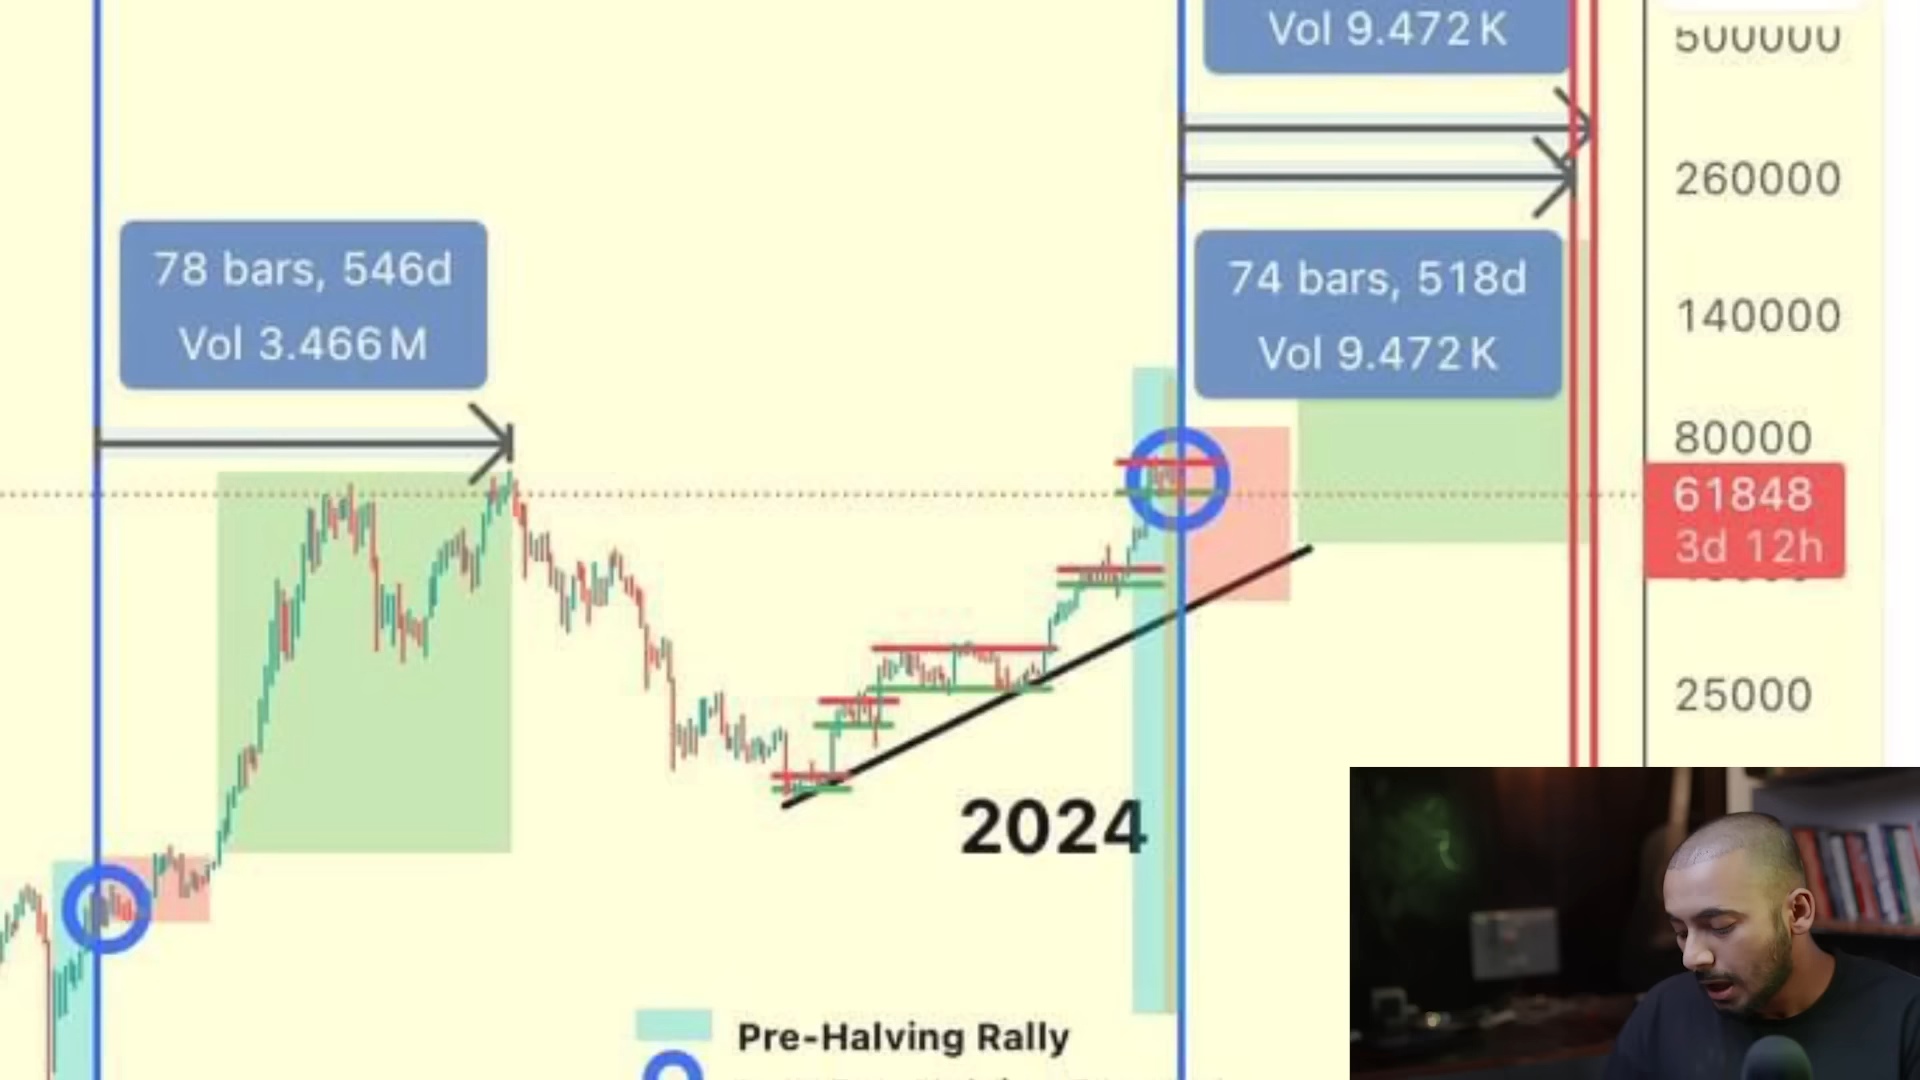 Vol 9.472 K
500000
260000
78 bars, 546d
Vol 3.466 M
74 bars, 518d
Vol 9.472 K
140000
80000
61848
3d 12h
25000
2024
Pre-Halving Rally